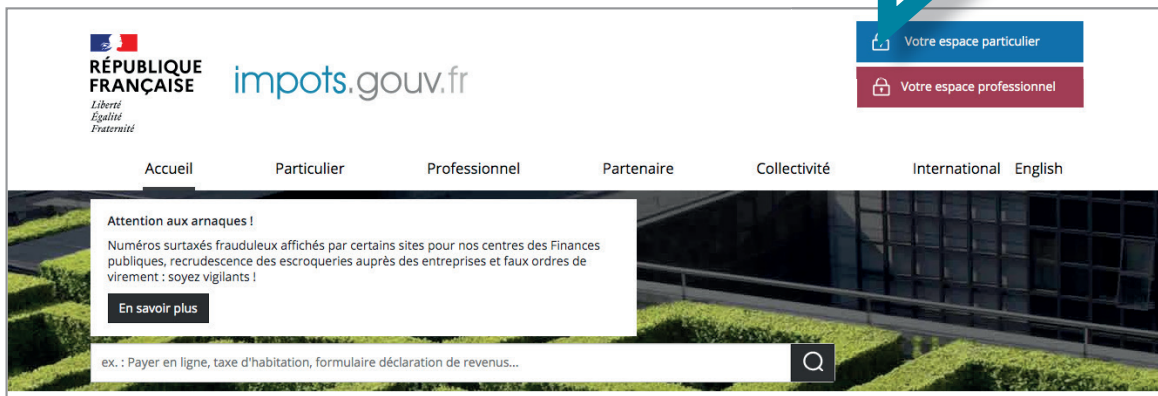 RÉPUBLIQUE
FRANÇAISE
Liberté
Égalité
Fraternité
impots.gouv.fr
Votre espace particulier
Votre espace professionnel
Accueil Particulier Professionnel Partenaire Collectivité International English
Attention aux arnaques !
Numéros surtaxés frauduleux affichés par certains sites pour nos centres des Finances
publiques, recrudescence des escroqueries auprès des entreprises et faux ordres de
virement : soyez vigilants !
En savoir plus
ex. : Payer en ligne, taxe d'habitation, formulaire déclaration de revenus...